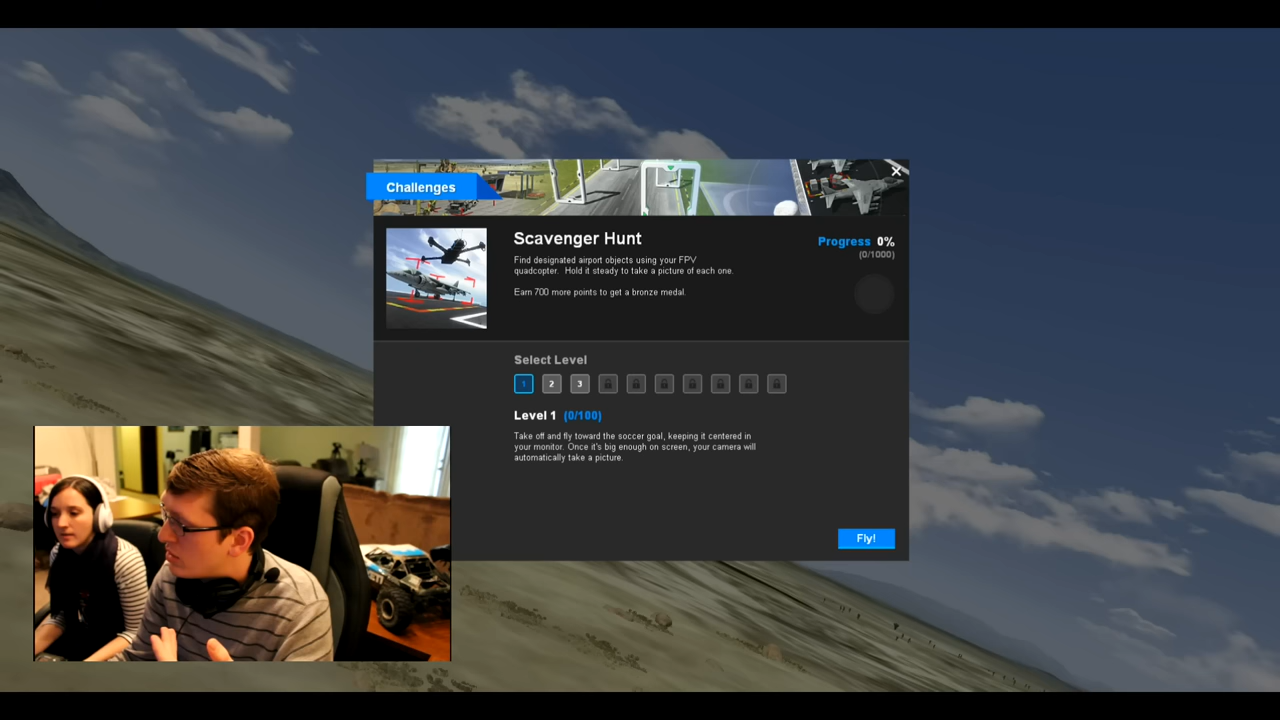 Challenges
Scavenger Hunt
Progress 0%
(0/1000)
Find designated airport objects using your FPV
quadcopter. Hold it steady to take a picture of each one.
Earn 700 more points to get a bronze medal.
Select Level
1 2 3
Level 1 (0/100)
Take off and fly toward the soccer goal, keeping it centered in
your monitor. Once it's big enough on screen, your camera will
automatically take a picture.
Fly!